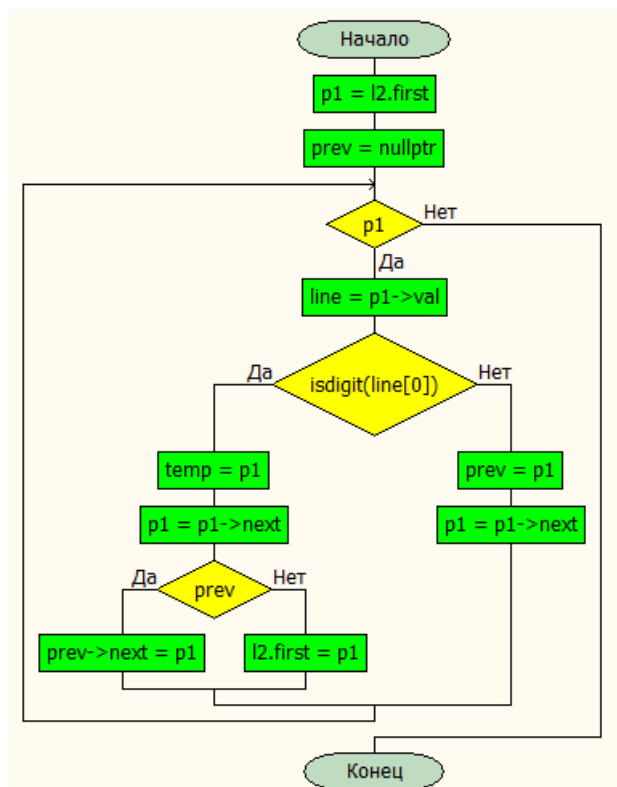 Начало
p1 = l2.first
prev = nullptr
p1
Нет
Да
line = p1->val
isdigit(line[0])
Да
Нет
temp = p1
prev = p1
p1 = p1->next
p1 = p1->next
prev
Да
Нет
prev->next = p1
l2.first = p1
Конец